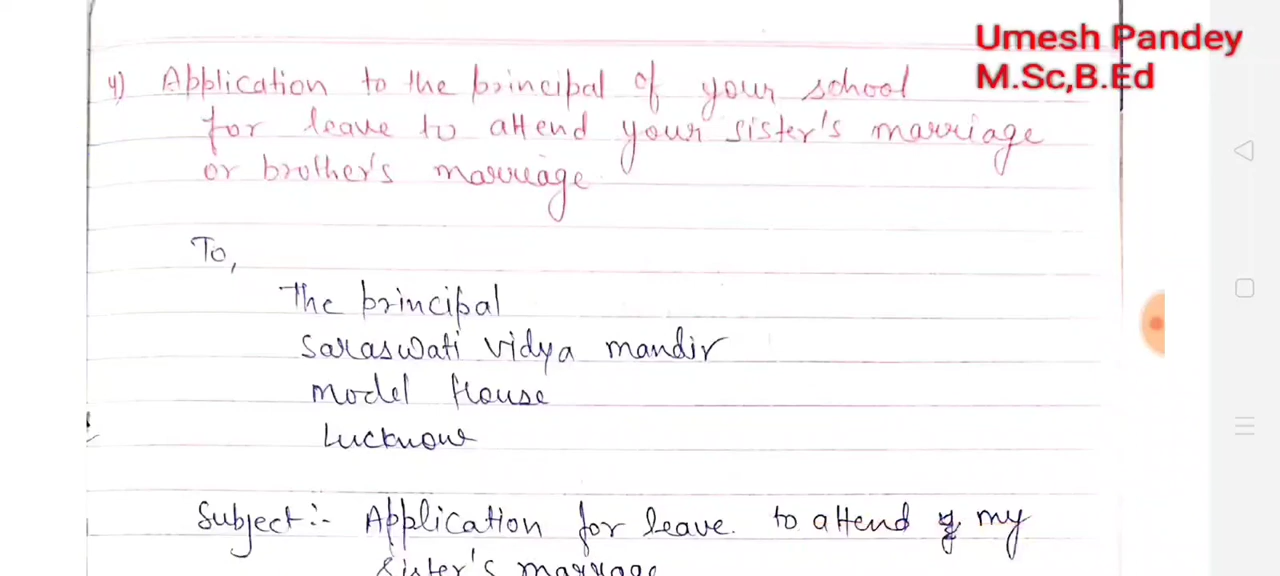 Umesh Pandey
M.Sc,B.Ed
4) Application to the principal of your school
for leave to attend your sister's marriage
or brother's marriage
To,
The principal
Saraswati vidya mandir
Model House
Lucknow
Subject:- Application for leave. to attend my
sister's marriage